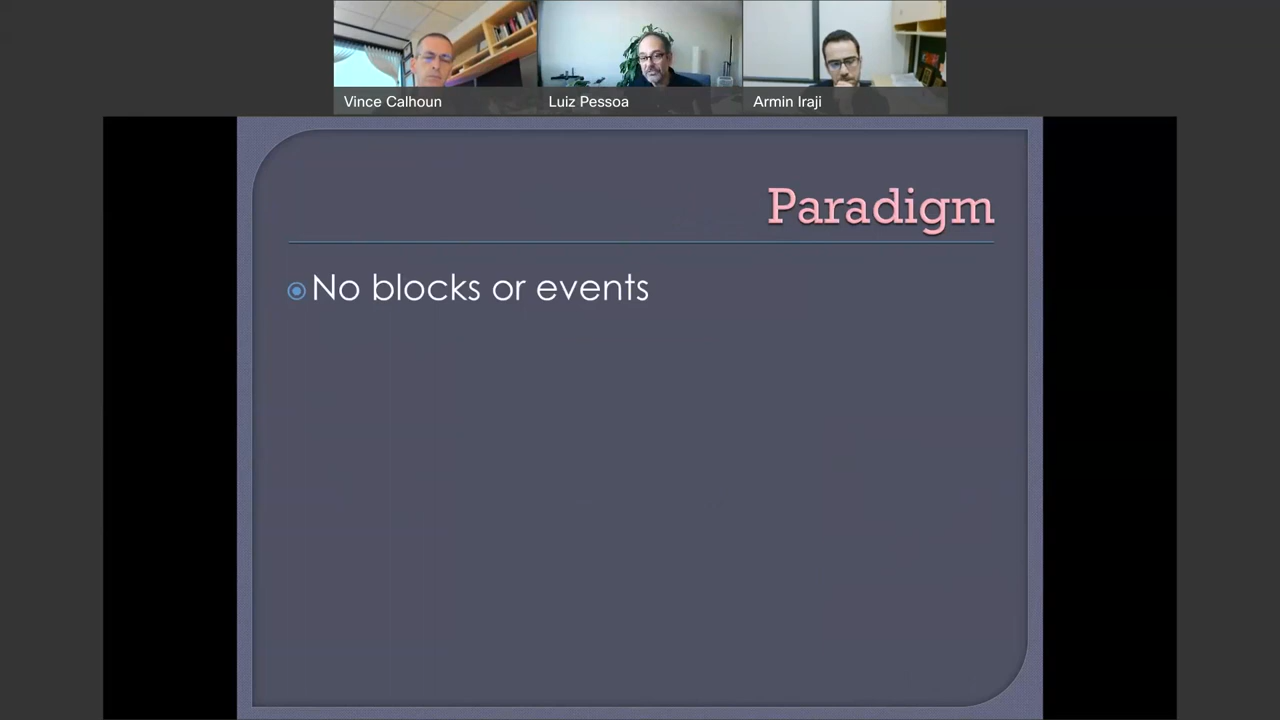 Vince Calhoun
Luiz Pessoa
Armin Iraji
Paradigm
No blocks or events